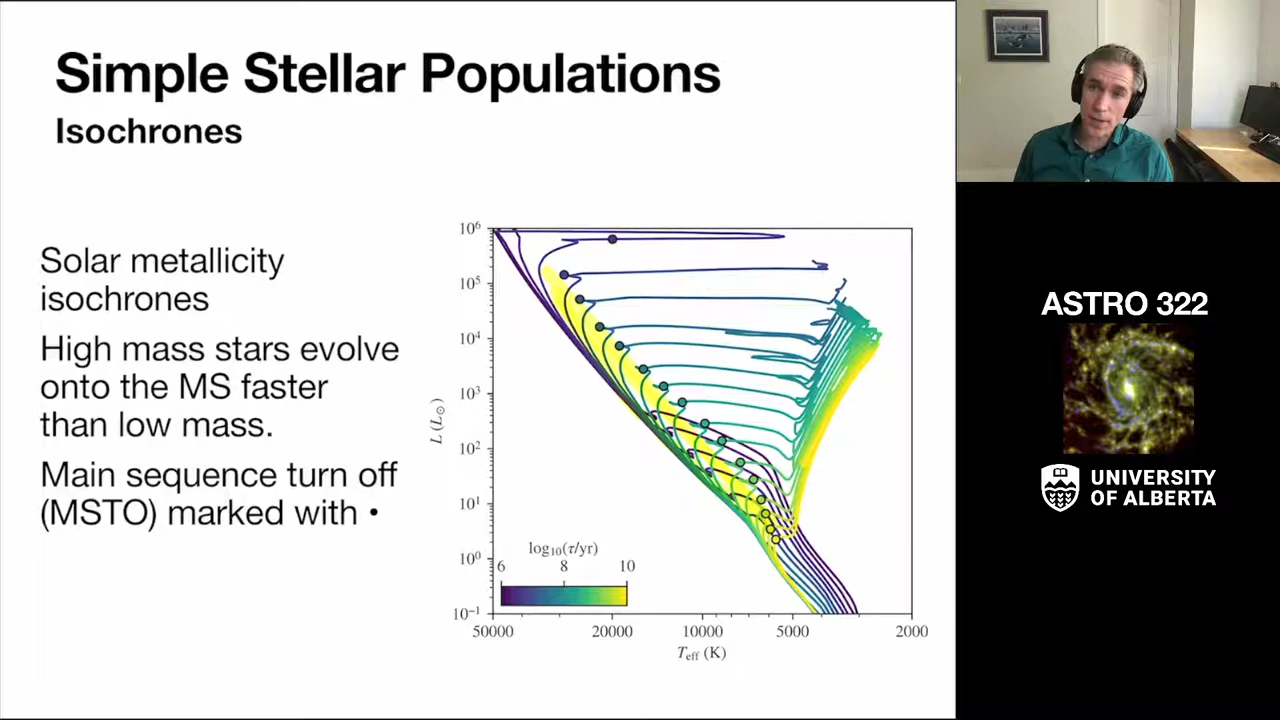 Simple Stellar Populations
Isochrones
Solar metallicity
isochrones
High mass stars evolve
onto the MS faster
than low mass.
Main sequence turn off
(MSTO) marked with •
10⁶
10⁵
10⁴
10³
10²
10¹
10⁰
10⁻¹
L (L⊙)
log₁₀(τ/yr)
6 8 10
50000 20000 10000 5000 2000
Teff (K)
ASTRO 322
UNIVERSITY
OF ALBERTA